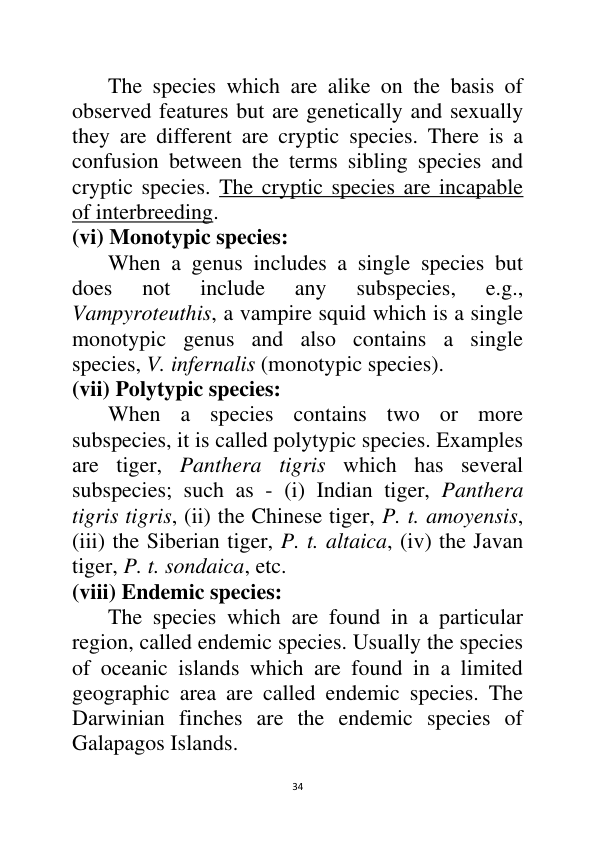 The species which are alike on the basis of
observed features but are genetically and sexually
they are different are cryptic species. There is a
confusion between the terms sibling species and
cryptic species. The cryptic species are incapable
of interbreeding.
(vi) Monotypic species:
When a genus includes a single species but
does not include any subspecies, e.g.,
Vampyroteuthis, a vampire squid which is a single
monotypic genus and also contains a single
species, V. infernalis (monotypic species).
(vii) Polytypic species:
When a species contains two or more
subspecies, it is called polytypic species. Examples
are tiger, Panthera tigris which has several
subspecies; such as - (i) Indian tiger, Panthera
tigris tigris, (ii) the Chinese tiger, P. t. amoyensis,
(iii) the Siberian tiger, P. t. altaica, (iv) the Javan
tiger, P. t. sondaica, etc.
(viii) Endemic species:
The species which are found in a particular
region, called endemic species. Usually the species
of oceanic islands which are found in a limited
geographic area are called endemic species. The
Darwinian finches are the endemic species of
Galapagos Islands.
34